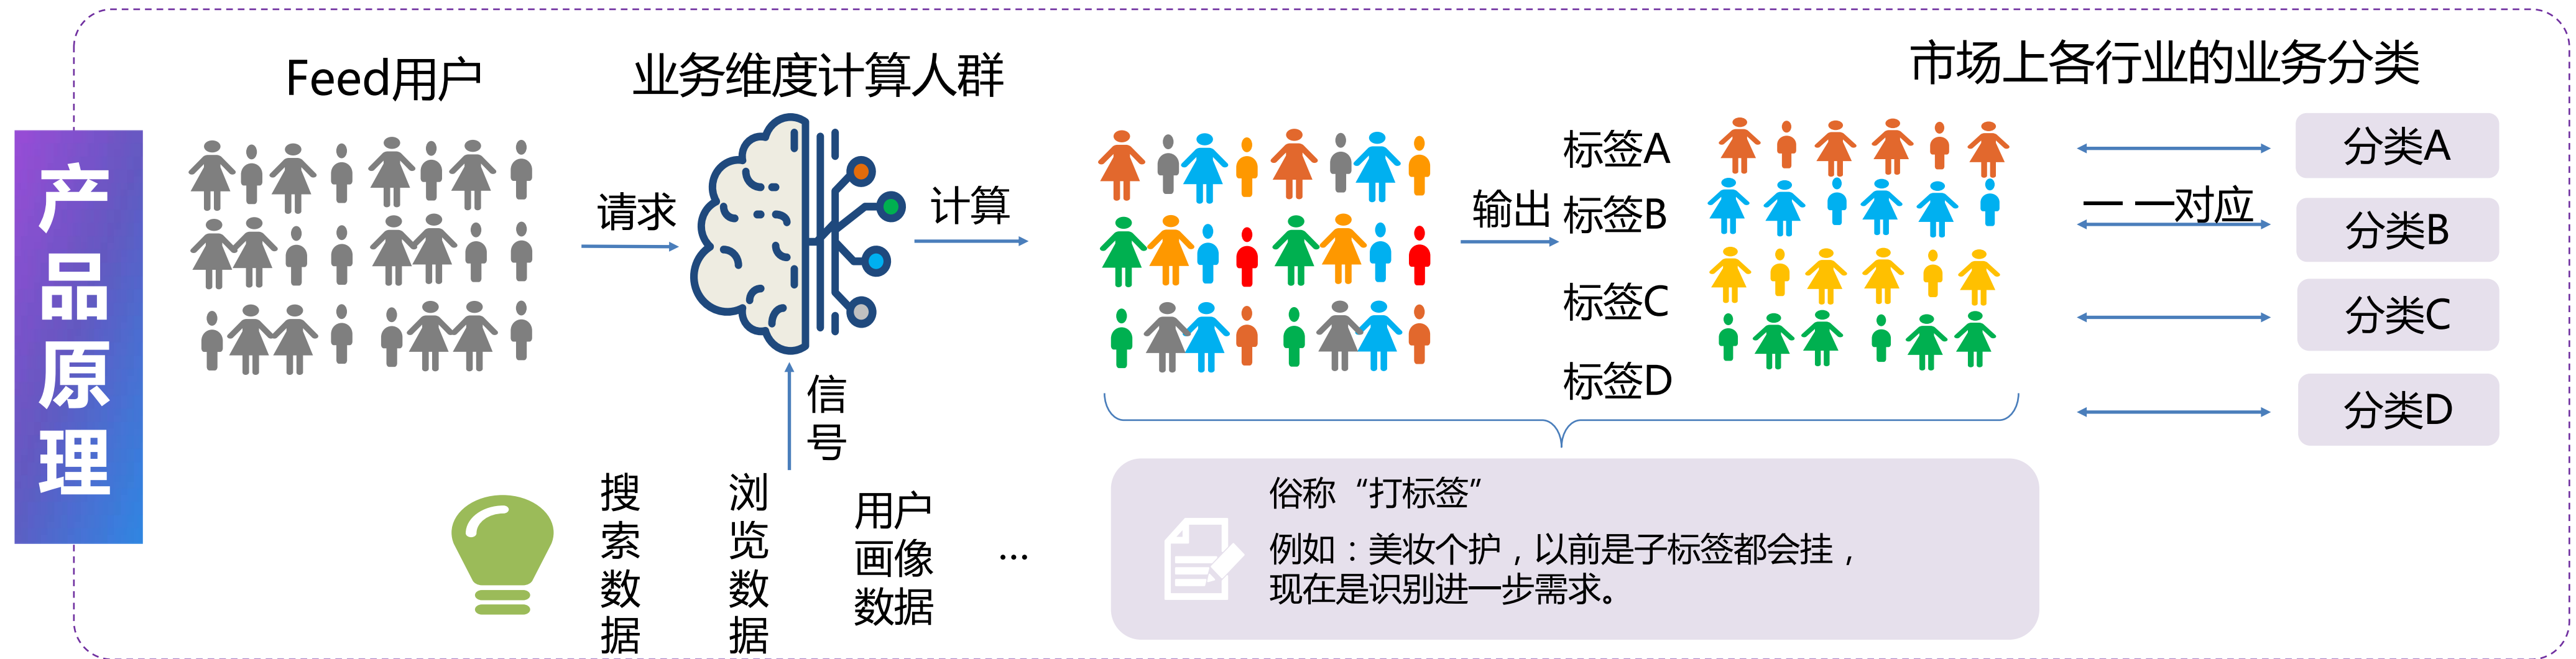 产品原理
Feed用户
业务维度计算人群
市场上各行业的业务分类
请求
计算
输出
标签A
标签B
标签C
标签D
一 一对应
分类A
分类B
分类C
分类D
信号
搜索数据
浏览数据
用户
画像
数据
...
俗称“打标签”
例如：美妆个护，以前是子标签都会挂，
现在是识别进一步需求。